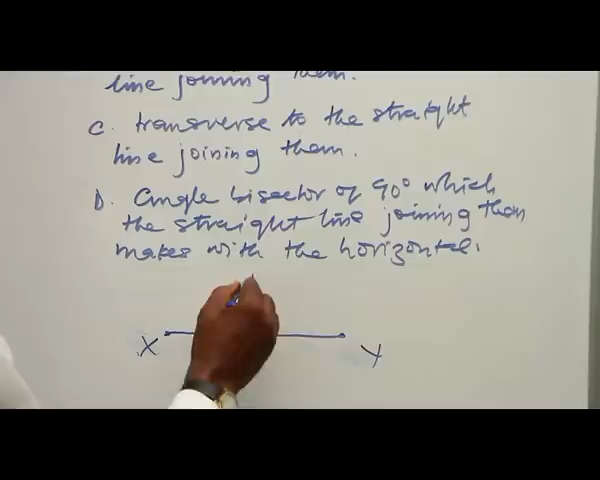 line joining them.
C. transverse to the straight
line joining them.
D. Angle bisector of 90° which
the straight line joining them
makes with the horizontal.
X Y